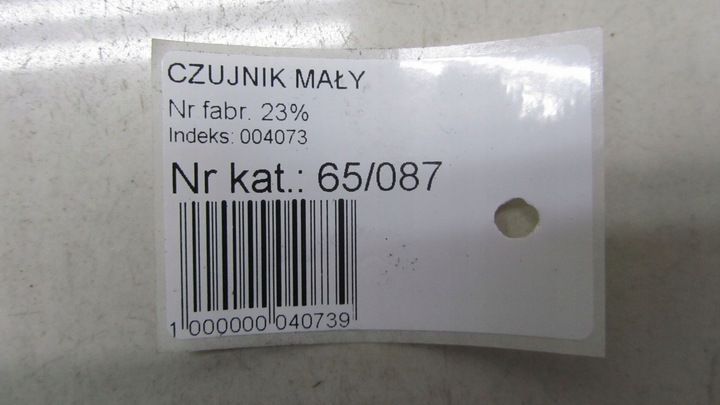 CZUJNIK MAŁY
Nr fabr. 23%
Indeks: 004073
Nr kat.: 65/087
1 000000 040739